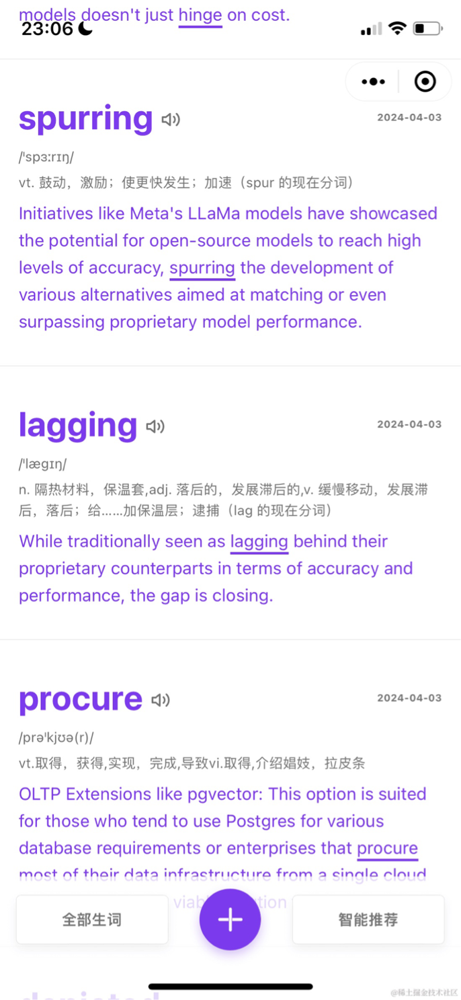 models doesn't just hinge on cost.
23:06
spurring
2024-04-03
/'spɜːrɪŋ/
vt. 鼓动，激励；使更快发生；加速（spur 的现在分词）
Initiatives like Meta's LLaMa models have showcased
the potential for open-source models to reach high
levels of accuracy, spurring the development of
various alternatives aimed at matching or even
surpassing proprietary model performance.
lagging
2024-04-03
/'læɡɪŋ/
n. 隔热材料，保温套,adj. 落后的，发展滞后的,v. 缓慢移动，发展滞
后，落后；给……加保温层；逮捕（lag 的现在分词）
While traditionally seen as lagging behind their
proprietary counterparts in terms of accuracy and
performance, the gap is closing.
procure
2024-04-03
/prə'kjʊə(r)/
vt.取得，获得,实现，完成,导致vi.取得,介绍娼妓，拉皮条
OLTP Extensions like pgvector: This option is suited
for those who tend to use Postgres for various
database requirements or enterprises that procure
most of their data infrastructure from a single cloud
全部生词
智能推荐
@稀土掘金技术社区